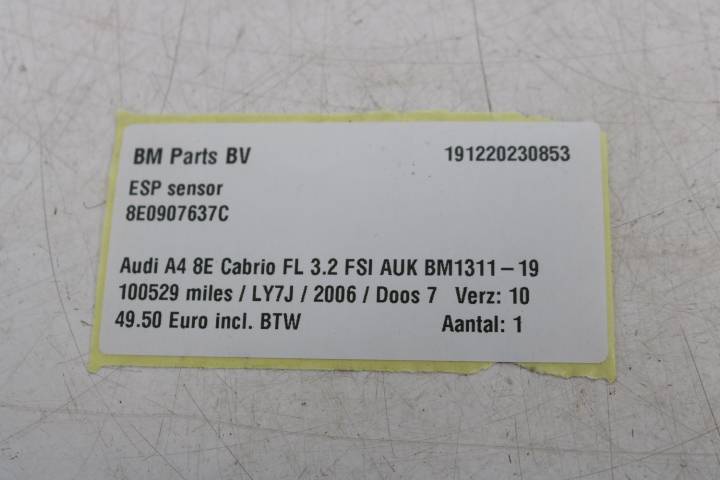 BM Parts BV 191220230853
ESP sensor
8E0907637C
Audi A4 8E Cabrio FL 3.2 FSI AUK BM1311-19
100529 miles / LY7J / 2006 / Doos 7 Verz: 10
49.50 Euro incl. BTW Aantal: 1